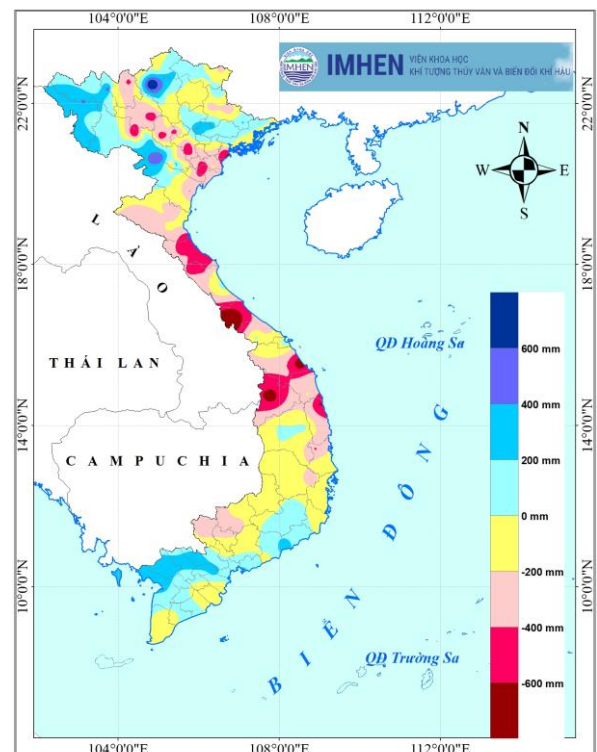 104°0'0"E
108°0'0"E
112°0'0"E
IMHEN
IMHEN
VIỆN KHOA HỌC
KHÍ TƯỢNG THỦY VĂN VÀ BIẾN ĐỔI KHÍ HẬU
22°0'0"N
22°0'0"N
N
W
E
S
L À O
18°0'0"N
18°0'0"N
QĐ Hoàng Sa
THÁI LAN
14°0'0"N
14°0'0"N
CAMPUCHIA
BIỂN ĐÔNG
10°0'0"N
10°0'0"N
QĐ Trường Sa
600 mm
400 mm
200 mm
0 mm
-200 mm
-400 mm
-600 mm
104°0'0"E
108°0'0"E
112°0'0"E